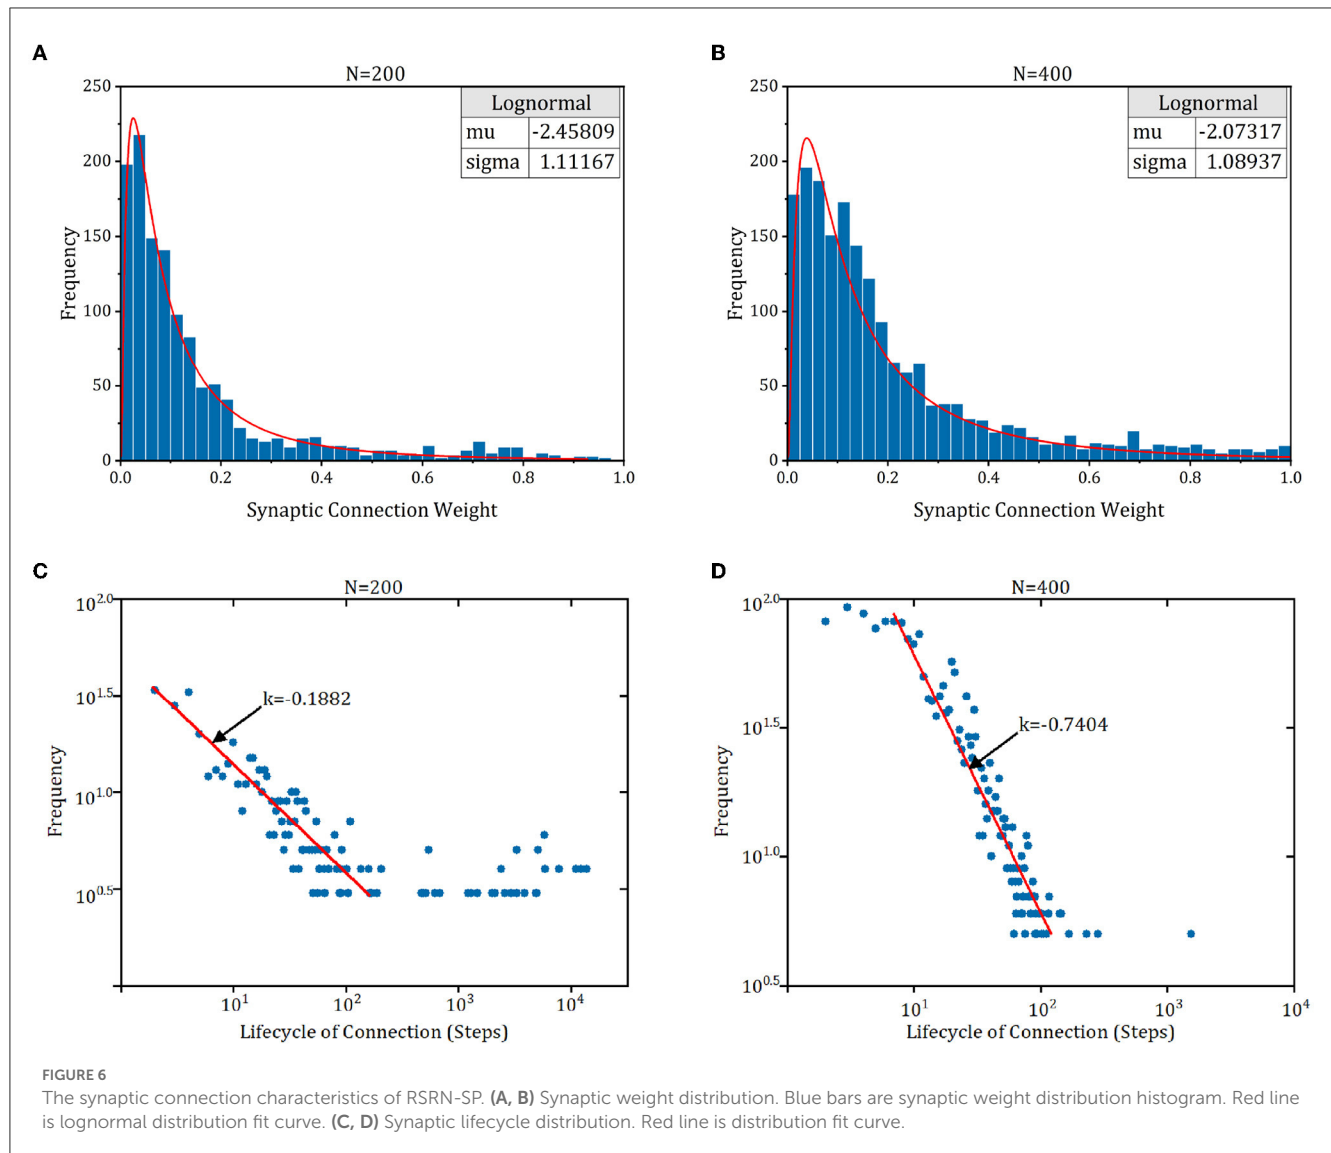 A
N=200
250
200
150
100
50
0
Frequency
Lognormal
mu -2.45809
sigma 1.11167
0.0 0.2 0.4 0.6 0.8 1.0
Synaptic Connection Weight
B
N=400
250
200
150
100
50
0
Frequency
Lognormal
mu -2.07317
sigma 1.08937
0.0 0.2 0.4 0.6 0.8 1.0
Synaptic Connection Weight
C
N=200
10^2.0
10^1.5
10^1.0
10^0.5
Frequency
k=-0.1882
10^1 10^2 10^3 10^4
Lifecycle of Connection (Steps)
D
N=400
10^2.0
10^1.5
10^1.0
10^0.5
Frequency
k=-0.7404
10^1 10^2 10^3 10^4
Lifecycle of Connection (Steps)
FIGURE 6
The synaptic connection characteristics of RSRN-SP. (A, B) Synaptic weight distribution. Blue bars are synaptic weight distribution histogram. Red line
is lognormal distribution fit curve. (C, D) Synaptic lifecycle distribution. Red line is distribution fit curve.